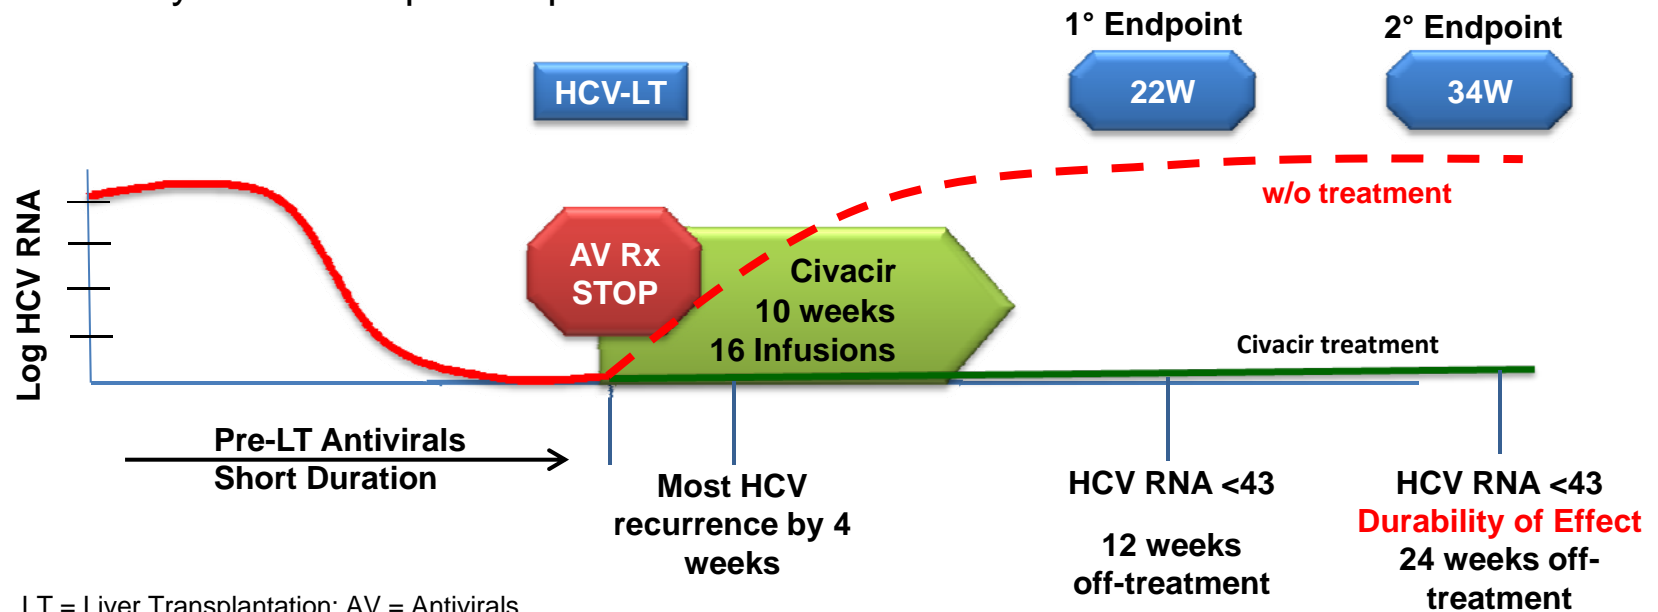 1° Endpoint
2° Endpoint
HCV-LT
22W
34W
w/o treatment
Log HCV RNA
AV Rx
STOP
Civacir
10 weeks
16 Infusions
Civacir treatment
Pre-LT Antivirals
Short Duration
Most HCV
recurrence by 4
weeks
HCV RNA <43
12 weeks
off-treatment
HCV RNA <43
Durability of Effect
24 weeks off-
treatment
LT = Liver Transplantation; AV = Antivirals